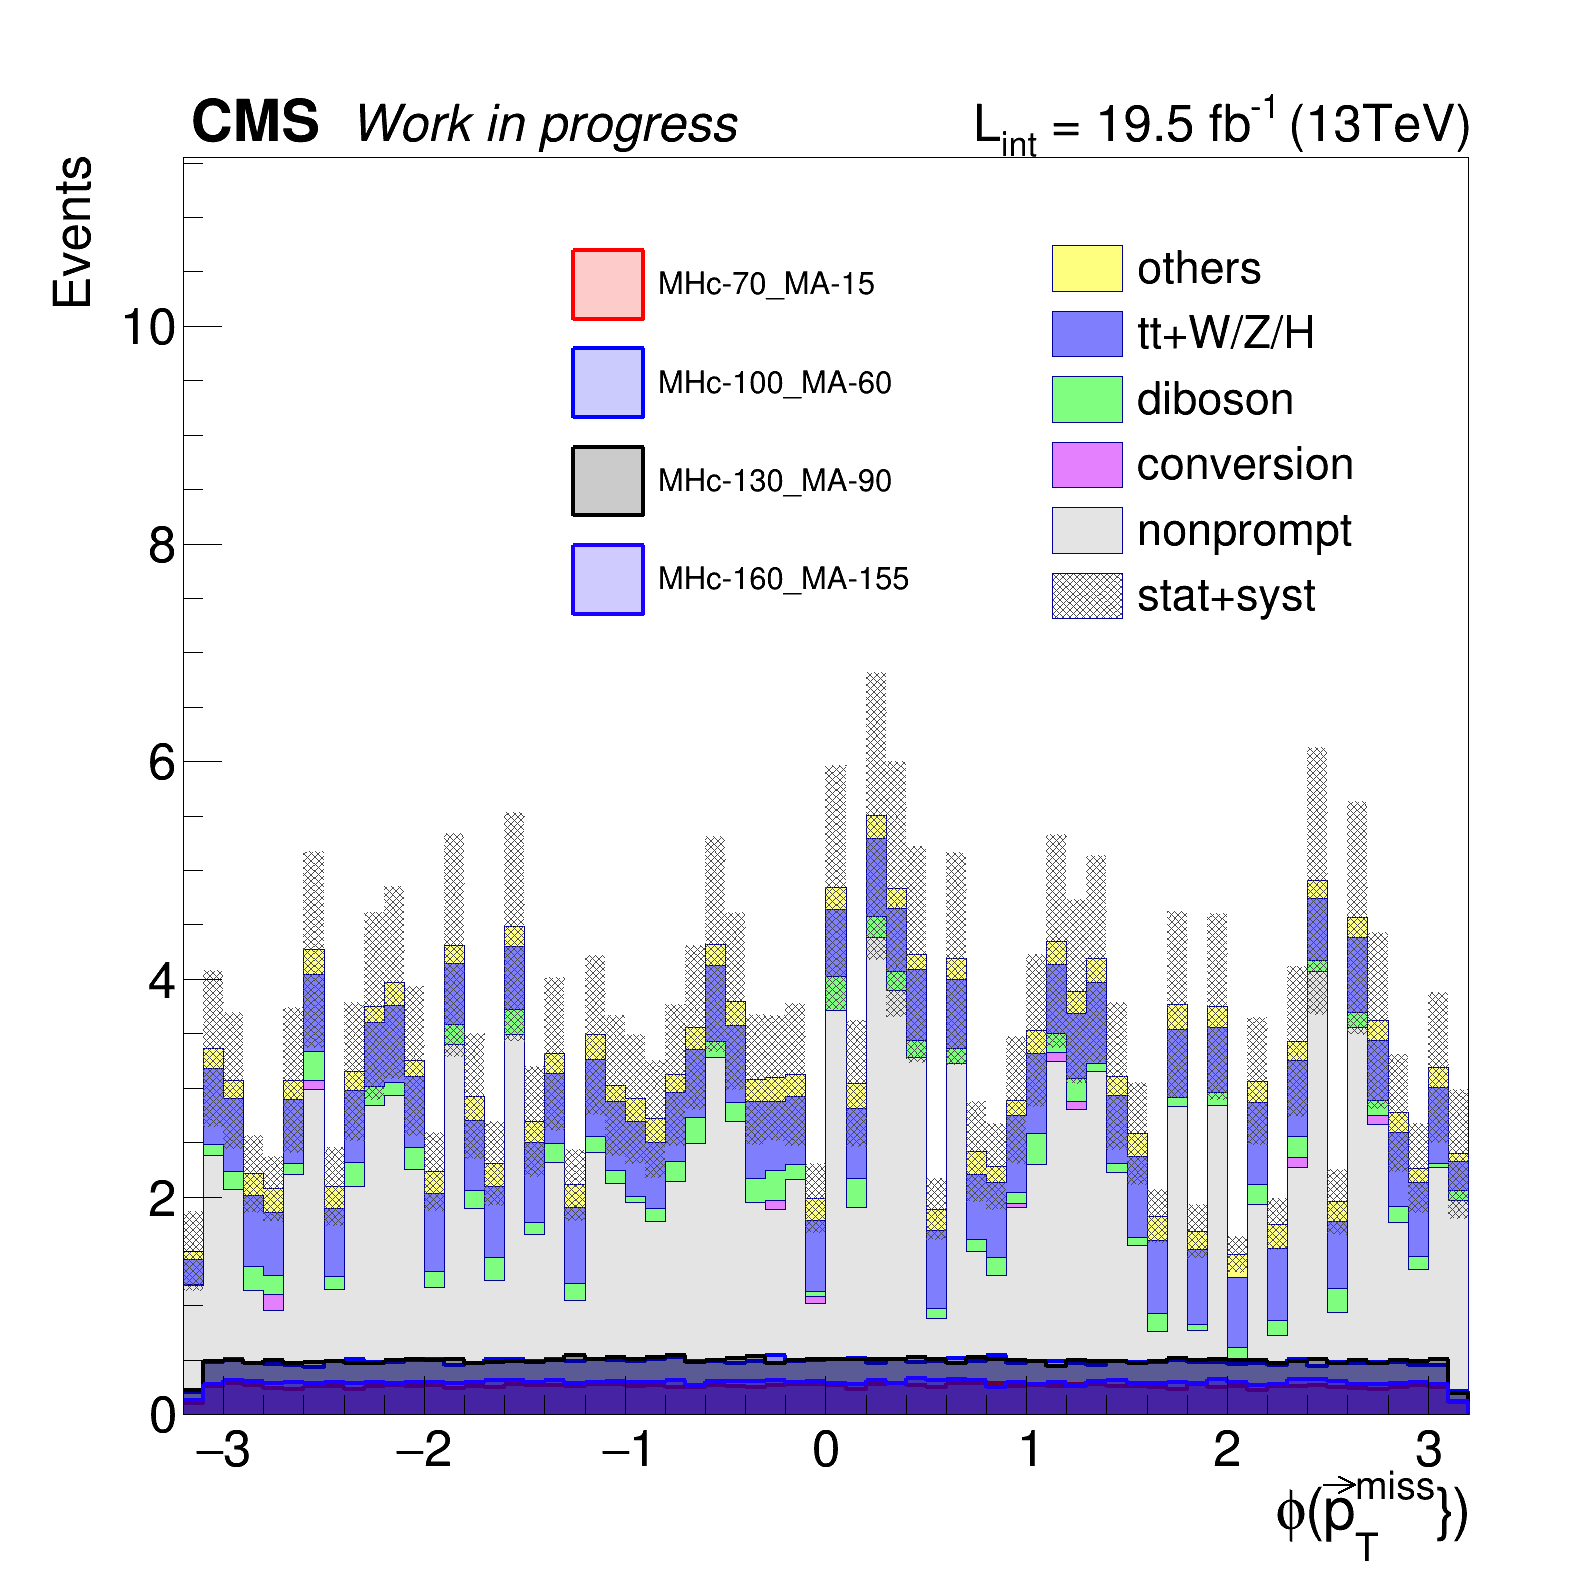 CMS Work in progress
L_int = 19.5 fb^-1 (13TeV)
Events
MHc-70_MA-15
MHc-100_MA-60
MHc-130_MA-90
MHc-160_MA-155
others
tt+W/Z/H
diboson
conversion
nonprompt
stat+syst
10
8
6
4
2
0
−3 −2 −1 0 1 2 3
ϕ(p⃗_T^miss})